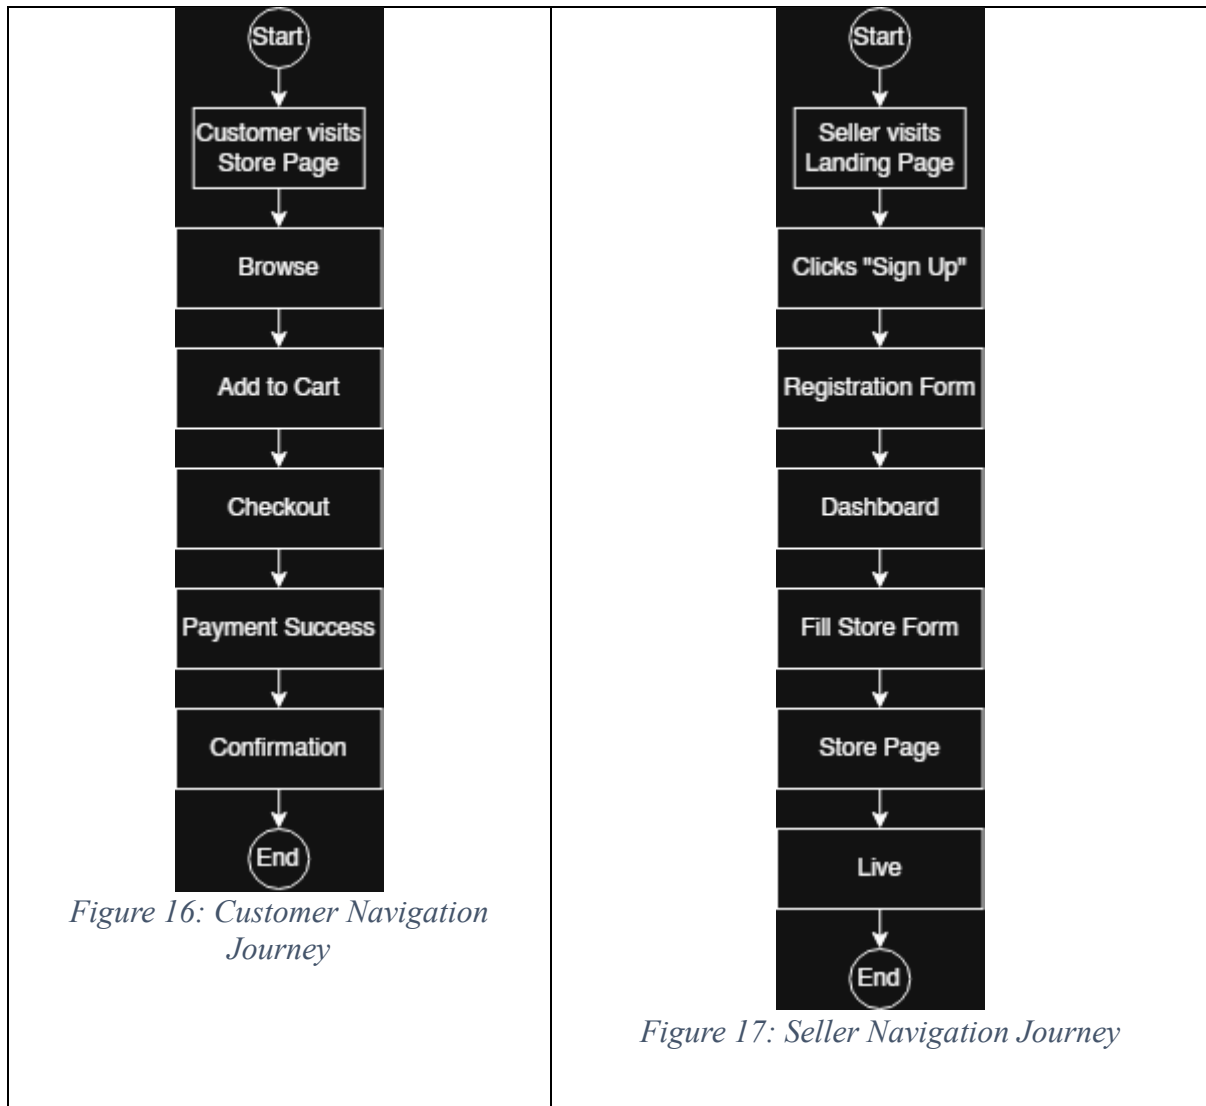 Start
Customer visits
Store Page
Browse
Add to Cart
Checkout
Payment Success
Confirmation
End
Figure 16: Customer Navigation
Journey
Start
Seller visits
Landing Page
Clicks "Sign Up"
Registration Form
Dashboard
Fill Store Form
Store Page
Live
End
Figure 17: Seller Navigation Journey